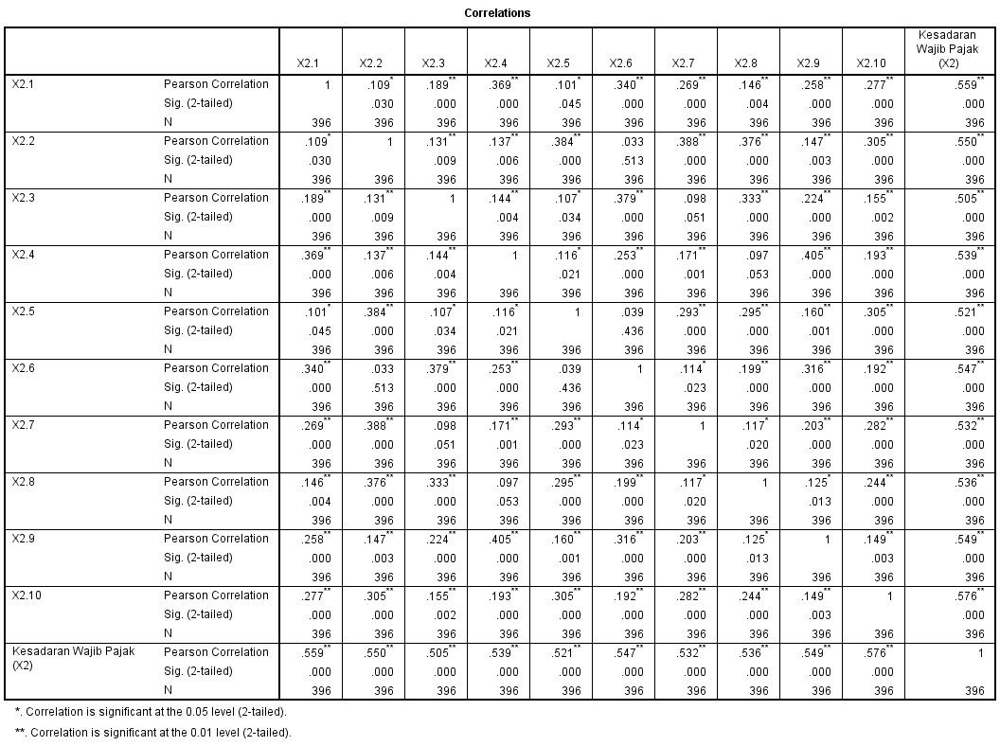 Correlations
X2.1 X2.2 X2.3 X2.4 X2.5 X2.6 X2.7 X2.8 X2.9 X2.10 Kesadaran Wajib Pajak (X2)
X2.1 Pearson Correlation 1 .109* .189** .369** .101* .340** .269** .146** .258** .277** .559**
Sig. (2-tailed) .030 .000 .000 .045 .000 .000 .004 .000 .000 .000
N 396 396 396 396 396 396 396 396 396 396 396
X2.2 Pearson Correlation .109* 1 .131** .137** .384** .033 .388** .376** .147** .305** .550**
Sig. (2-tailed) .030 .009 .006 .000 .513 .000 .000 .003 .000 .000
N 396 396 396 396 396 396 396 396 396 396 396
X2.3 Pearson Correlation .189** .131** 1 .144** .107* .379** .098 .333** .224** .155** .505**
Sig. (2-tailed) .000 .009 .004 .034 .000 .051 .000 .000 .002 .000
N 396 396 396 396 396 396 396 396 396 396 396
X2.4 Pearson Correlation .369** .137** .144** 1 .116* .253** .171** .097 .405** .193** .539**
Sig. (2-tailed) .000 .006 .004 .021 .000 .001 .053 .000 .000 .000
N 396 396 396 396 396 396 396 396 396 396 396
X2.5 Pearson Correlation .101* .384** .107* .116* 1 .039 .293** .295** .160** .305** .521**
Sig. (2-tailed) .045 .000 .034 .021 .436 .000 .000 .001 .000 .000
N 396 396 396 396 396 396 396 396 396 396 396
X2.6 Pearson Correlation .340** .033 .379** .253** .039 1 .114* .199** .316** .192** .547**
Sig. (2-tailed) .000 .513 .000 .000 .436 .023 .000 .000 .000 .000
N 396 396 396 396 396 396 396 396 396 396 396
X2.7 Pearson Correlation .269** .388** .098 .171** .293** .114* 1 .117* .203** .282** .532**
Sig. (2-tailed) .000 .000 .051 .001 .000 .023 .020 .000 .000 .000
N 396 396 396 396 396 396 396 396 396 396 396
X2.8 Pearson Correlation .146** .376** .333** .097 .295** .199** .117* 1 .125* .244** .536**
Sig. (2-tailed) .004 .000 .000 .053 .000 .000 .020 .013 .000 .000
N 396 396 396 396 396 396 396 396 396 396 396
X2.9 Pearson Correlation .258** .147** .224** .405** .160** .316** .203** .125* 1 .149** .549**
Sig. (2-tailed) .000 .003 .000 .000 .001 .000 .000 .013 .003 .000
N 396 396 396 396 396 396 396 396 396 396 396
X2.10 Pearson Correlation .277** .305** .155** .193** .305** .192** .282** .244** .149** 1 .576**
Sig. (2-tailed) .000 .000 .002 .000 .000 .000 .000 .000 .003 .000
N 396 396 396 396 396 396 396 396 396 396 396
Kesadaran Wajib Pajak (X2) Pearson Correlation .559** .550** .505** .539** .521** .547** .532** .536** .549** .576** 1
Sig. (2-tailed) .000 .000 .000 .000 .000 .000 .000 .000 .000 .000
N 396 396 396 396 396 396 396 396 396 396 396
*. Correlation is significant at the 0.05 level (2-tailed).
**. Correlation is significant at the 0.01 level (2-tailed).